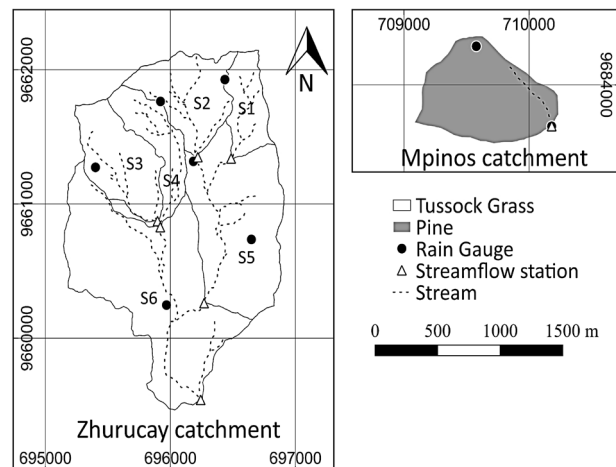 9662000
9661000
9660000
695000 696000 697000
N
S1
S2
S3
S4
S5
S6
Zhurucay catchment
709000 710000
9684000
Mpinos catchment
Tussock Grass
Pine
Rain Gauge
Streamflow station
Stream
0 500 1000 1500 m